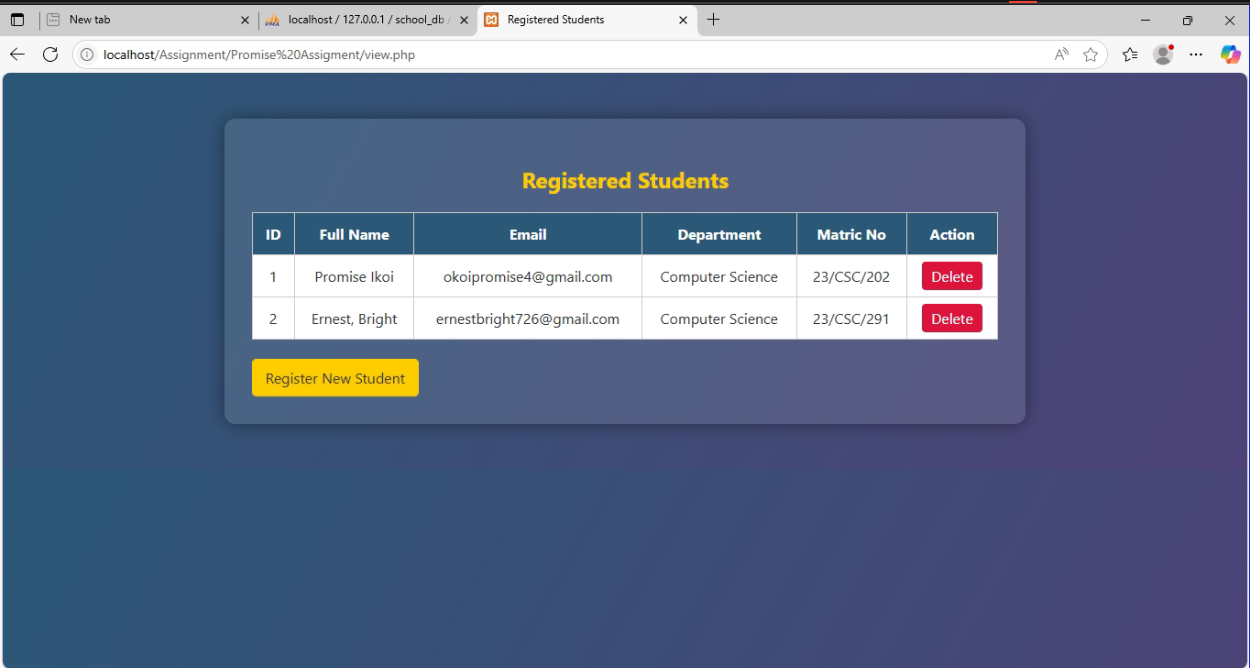 New tab
localhost / 127.0.0.1 / school_db /
Registered Students
localhost/Assignment/Promise%20Assigment/view.php
Registered Students
ID Full Name Email Department Matric No Action
1 Promise Ikoi okoipromise4@gmail.com Computer Science 23/CSC/202 Delete
2 Ernest, Bright ernestbright726@gmail.com Computer Science 23/CSC/291 Delete
Register New Student